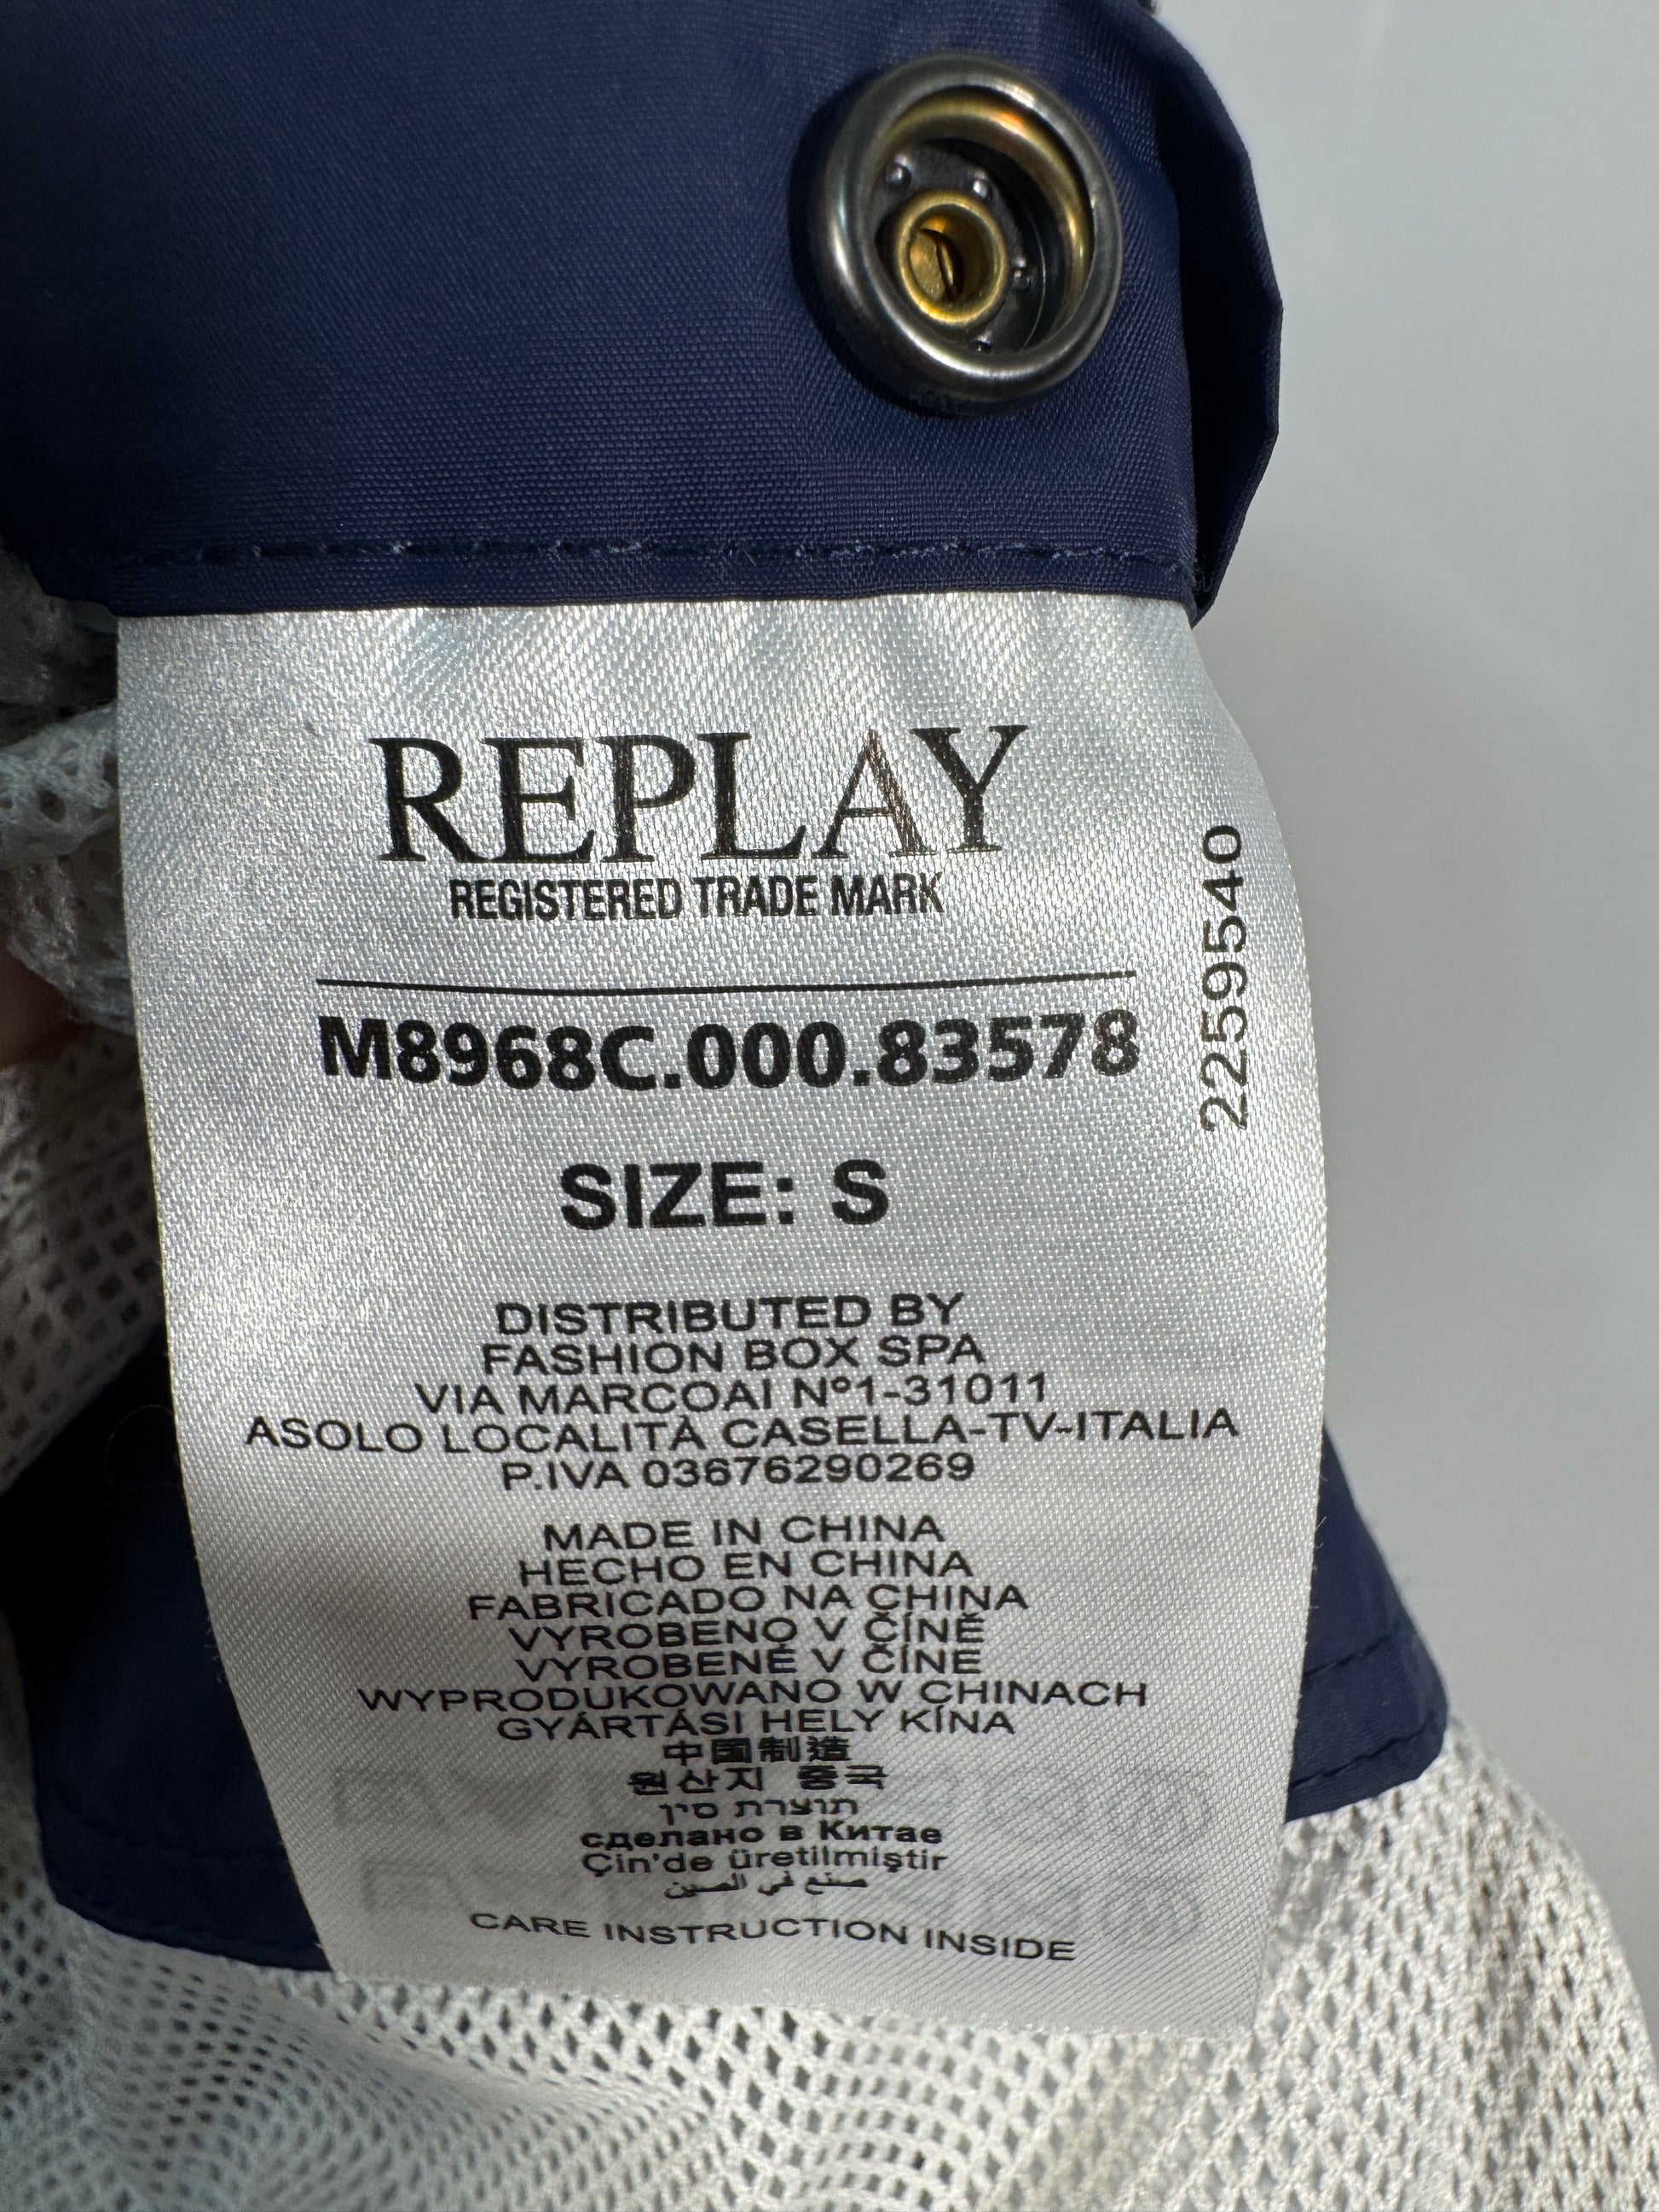 REPLAY
REGISTERED TRADE MARK
M8968C.000.83578
2259540
SIZE: S
DISTRIBUTED BY
FASHION BOX SPA
VIA MARCOAI Nº1-31011
ASOLO LOCALITÀ CASELLA-TV-ITALIA
P.IVA 03676290269
MADE IN CHINA
HECHO EN CHINA
FABRICADO NA CHINA
VYROBENO V ČÍNĚ
VYROBENÉ V ČÍNE
WYPRODUKOWANO W CHINACH
GYÁRTÁSI HELY KÍNA
中国制造
원산지 중국
תוצרת סין
сделано в Китае
Çin'de üretilmiştir
صنع في الصين
CARE INSTRUCTION INSIDE